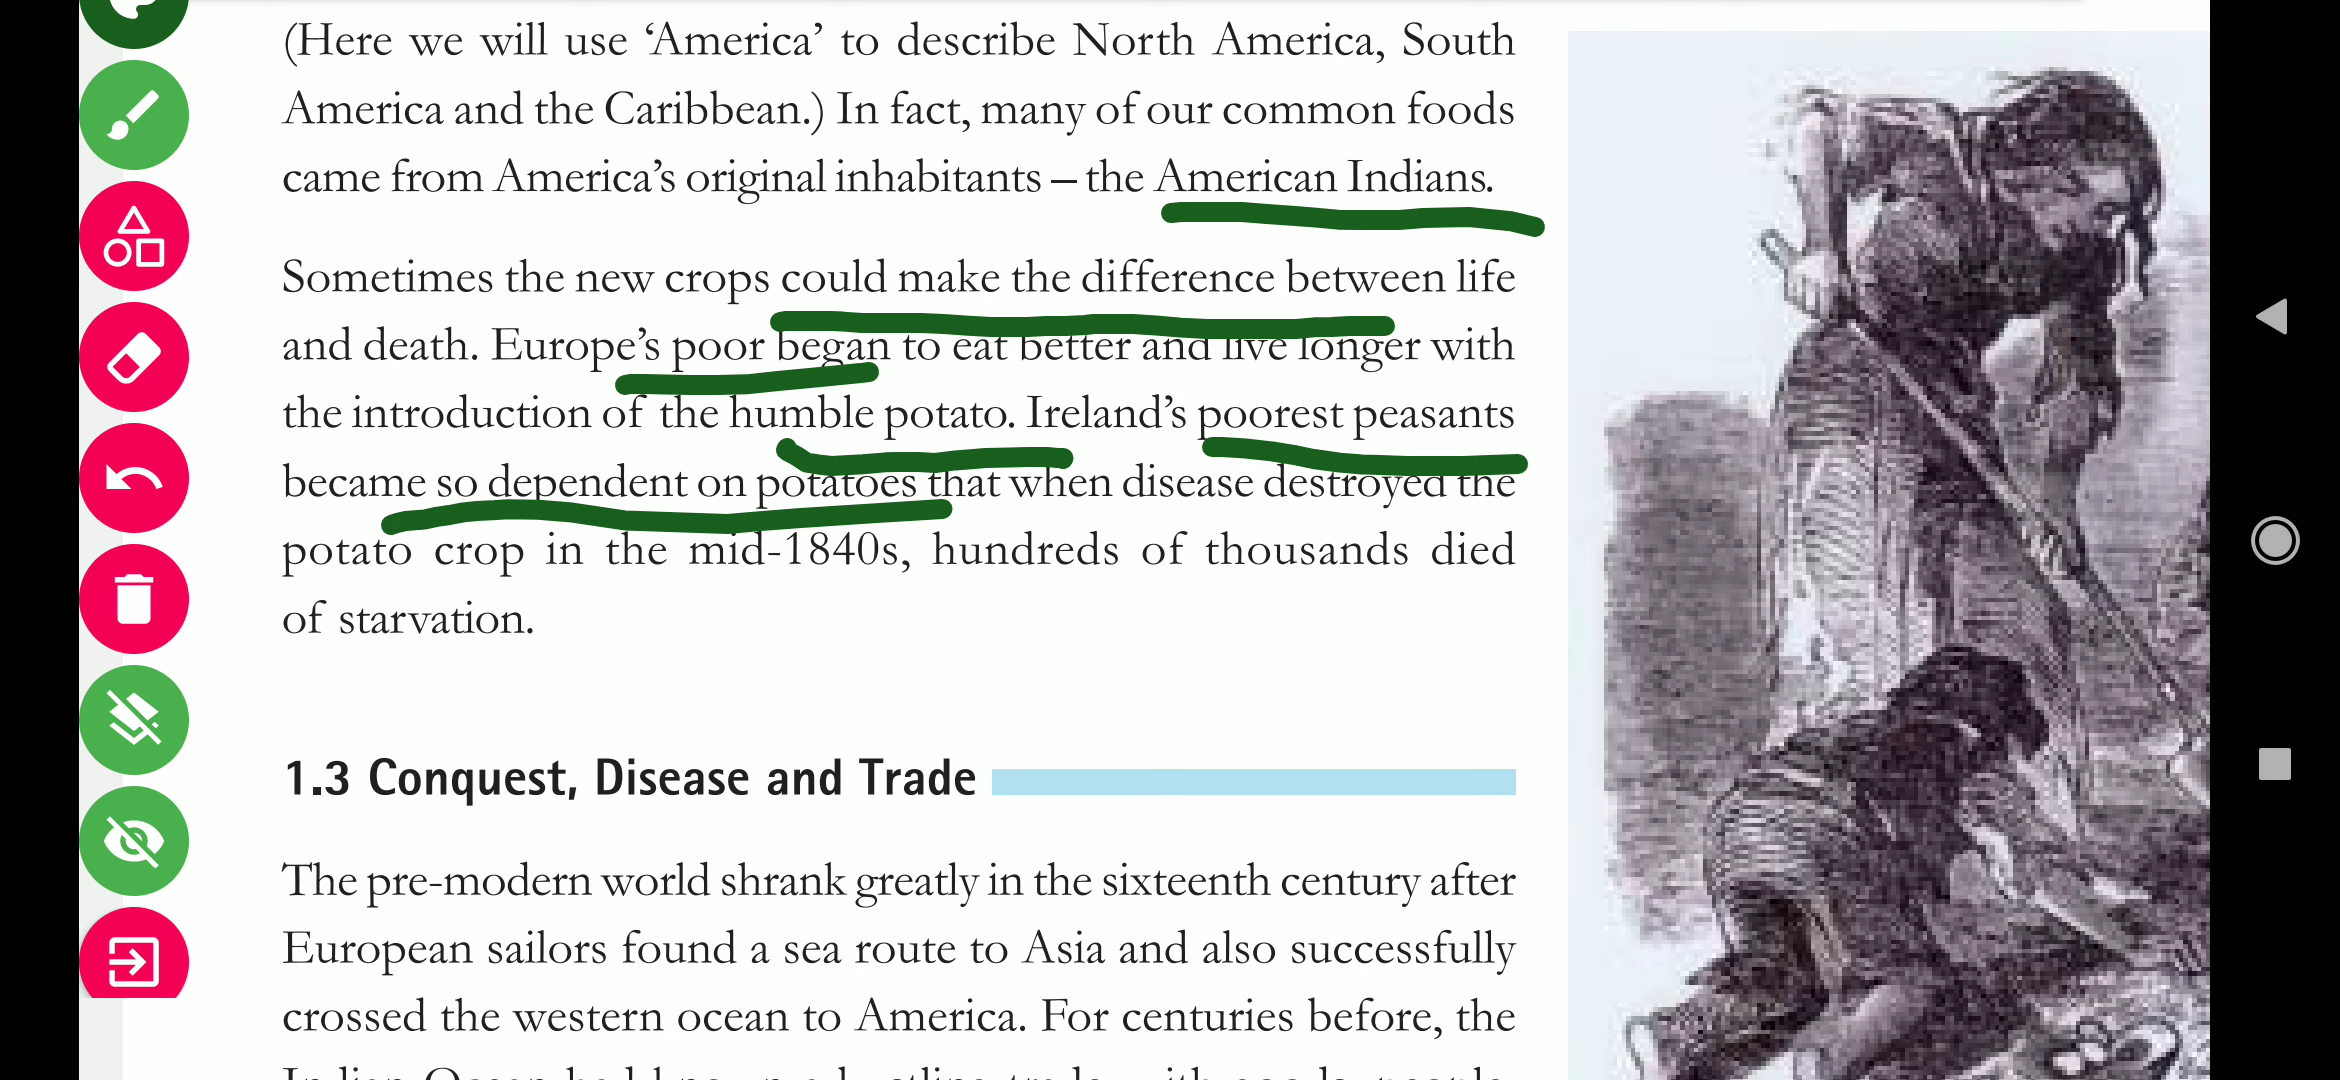 (Here we will use ‘America’ to describe North America, South
America and the Caribbean.) In fact, many of our common foods
came from America’s original inhabitants – the American Indians.
Sometimes the new crops could make the difference between life
and death. Europe’s poor began to eat better and live longer with
the introduction of the humble potato. Ireland’s poorest peasants
became so dependent on potatoes that when disease destroyed the
potato crop in the mid-1840s, hundreds of thousands died
of starvation.
1.3 Conquest, Disease and Trade
The pre-modern world shrank greatly in the sixteenth century after
European sailors found a sea route to Asia and also successfully
crossed the western ocean to America. For centuries before, the